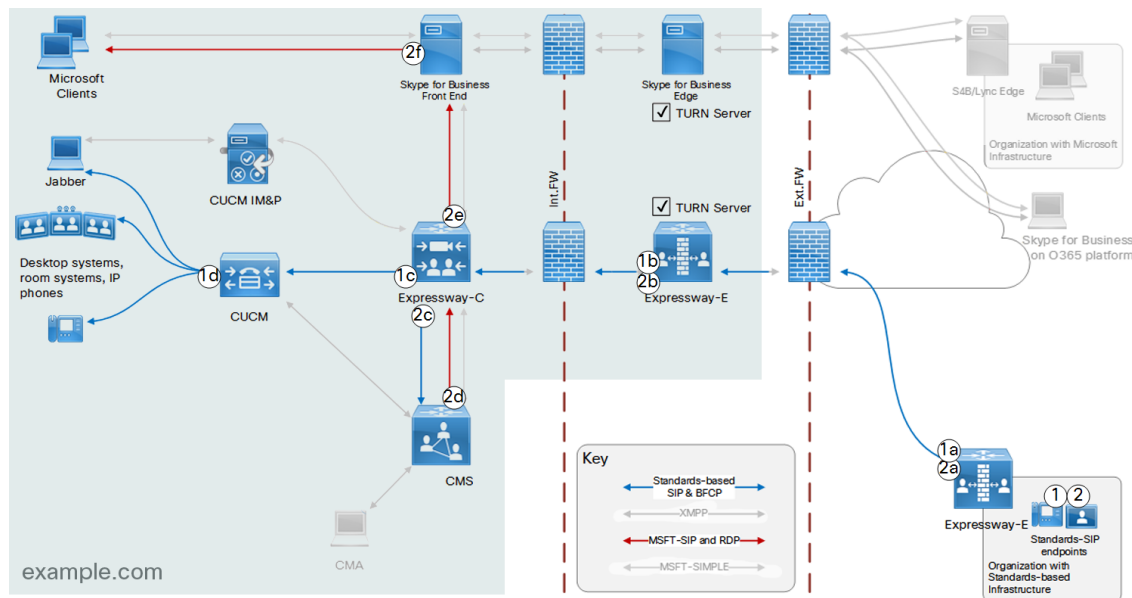 2f
Microsoft
Clients
Skype for Business
Front End
Skype for Business
Edge
TURN Server
S4B/Lync Edge
Microsoft Clients
Organization with Microsoft
Infrastructure
Jabber
CUCM IM&P
Int.FW
Ext.FW
TURN Server
2e
Skype for Business
on O365 platform
Desktop systems,
room systems, IP
phones
1d
1c
1b
2b
Expressway-C
Expressway-E
CUCM
2c
2d
CMS
1a
2a
Key
Standards-based
SIP & BFCP
XMPP
MSFT-SIP and RDP
MSFT-SIMPLE
1
2
Expressway-E
Standards-SIP
endpoints
Organization with
Standards-based
Infrastructure
CMA
example.com